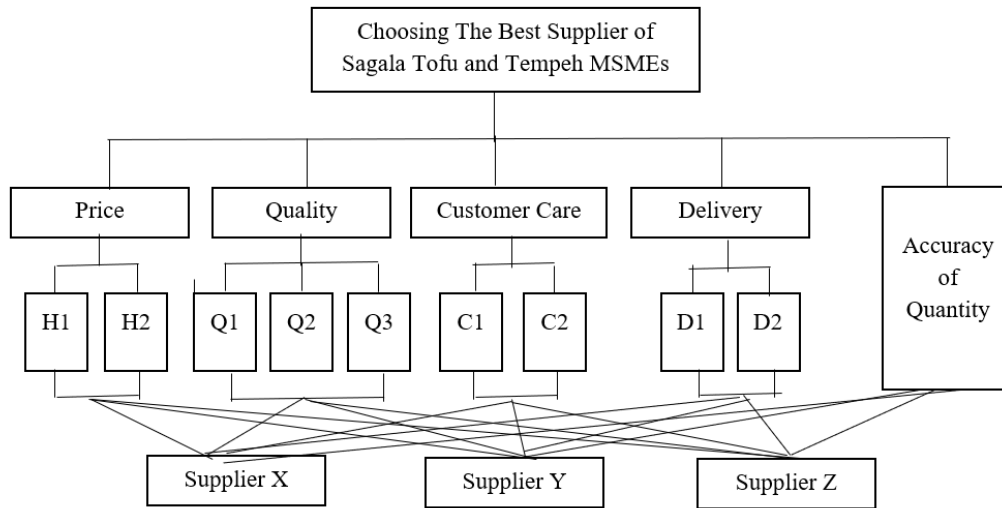 Choosing The Best Supplier of
Sagala Tofu and Tempeh MSMEs
Price
Quality
Customer Care
Delivery
Accuracy
of
Quantity
H1
H2
Q1
Q2
Q3
C1
C2
D1
D2
Supplier X
Supplier Y
Supplier Z